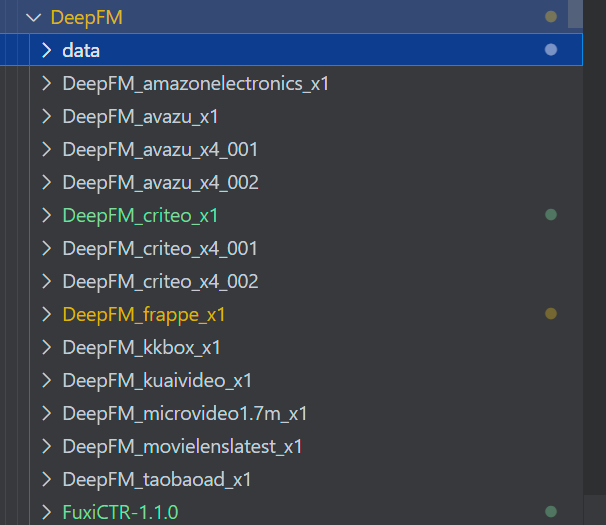 DeepFM
data
DeepFM_amazonelectronics_x1
DeepFM_avazu_x1
DeepFM_avazu_x4_001
DeepFM_avazu_x4_002
DeepFM_criteo_x1
DeepFM_criteo_x4_001
DeepFM_criteo_x4_002
DeepFM_frappe_x1
DeepFM_kkbox_x1
DeepFM_kuaivideo_x1
DeepFM_microvideo1.7m_x1
DeepFM_movielenslatest_x1
DeepFM_taobaoad_x1
FuxiCTR-1.1.0